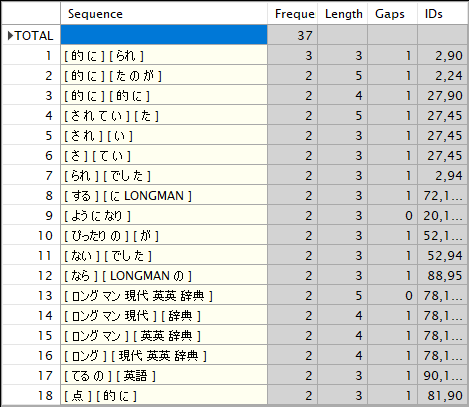 Sequence Freque Length Gaps IDs
TOTAL 37
1 [ 的 に ] [ られ ] 3 3 1 2,90
2 [ 的 に ] [ た の が ] 2 5 1 2,24
3 [ 的 に ] [ 的 に ] 2 4 1 27,90
4 [ され て い ] [ た ] 2 5 1 27,45
5 [ され ] [ い ] 2 3 1 27,45
6 [ さ ] [ て い ] 2 3 1 27,45
7 [ られ ] [ でし た ] 2 3 1 2,94
8 [ する ] [ に LONGMAN ] 2 3 1 72,1...
9 [ よう に なり ] 2 3 0 20,1...
10 [ ぴったり の ] [ が ] 2 3 1 52,1...
11 [ ない ] [ でし た ] 2 3 1 52,94
12 [ なら ] [ LONGMAN の ] 2 3 1 88,95
13 [ ロング マン 現代 英英 辞典 ] 2 5 0 78,1...
14 [ ロング マン 現代 ] [ 辞典 ] 2 4 1 78,1...
15 [ ロング マン ] [ 英英 辞典 ] 2 4 1 78,1...
16 [ ロング ] [ 現代 英英 辞典 ] 2 4 1 78,1...
17 [ てる の ] [ 英語 ] 2 3 1 90,1...
18 [ 点 ] [ 的 に ] 2 3 1 81,90